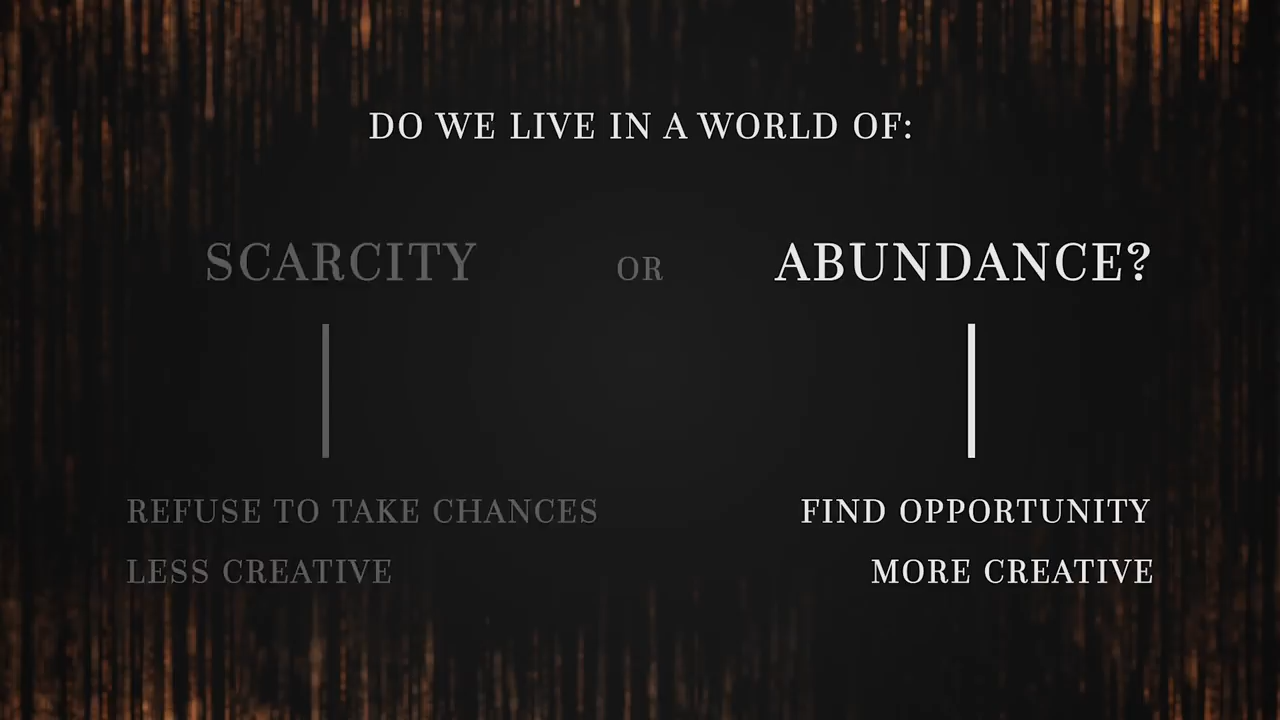 DO WE LIVE IN A WORLD OF:
SCARCITY OR ABUNDANCE?
REFUSE TO TAKE CHANCES
LESS CREATIVE
FIND OPPORTUNITY
MORE CREATIVE